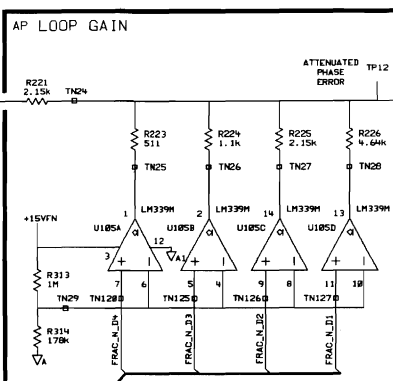 AP LOOP GAIN
ATTENUATED
PHASE
ERROR
TP12
R221
2.15k
TN24
R223
511
R224
1.1k
R225
2.15k
R226
4.64k
TN25
TN26
TN27
TN28
1
LM339M
2
LM339M
14
LM339M
13
LM339M
+15VFN
U105A
U105B
U105C
U105D
3
12
A1
+
+
+
+
R313
1M
7
6
5
4
9
8
11
10
TN29
TN120
TN125
TN126
TN127
R314
178k
A
FRAC_N_D4
FRAC_N_D3
FRAC_N_D2
FRAC_N_D1